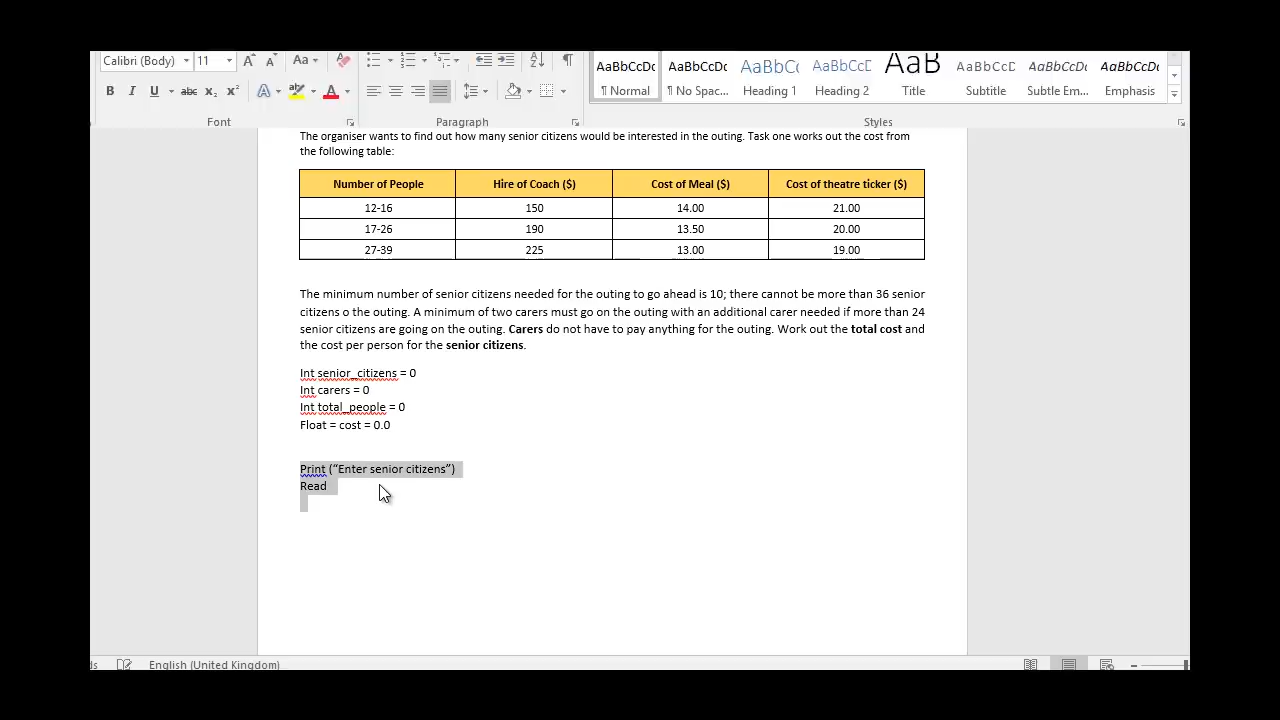 Calibri (Body) 11 Aa
AaBbCcDc AaBbCcDc AaBbCc AaBbCcE AaB AaBbCcD AaBbCcDc AaBbCcDc
B I U abc x₂ x² A A
¶ Normal ¶ No Spac... Heading 1 Heading 2 Title Subtitle Subtle Em... Emphasis
Font Paragraph Styles
The organiser wants to find out how many senior citizens would be interested in the outing. Task one works out the cost from
the following table:
Number of People Hire of Coach ($) Cost of Meal ($) Cost of theatre ticker ($)
12-16 150 14.00 21.00
17-26 190 13.50 20.00
27-39 225 13.00 19.00
The minimum number of senior citizens needed for the outing to go ahead is 10; there cannot be more than 36 senior
citizens o the outing. A minimum of two carers must go on the outing with an additional carer needed if more than 24
senior citizens are going on the outing. Carers do not have to pay anything for the outing. Work out the total cost and
the cost per person for the senior citizens.
Int senior_citizens = 0
Int carers = 0
Int total_people = 0
Float = cost = 0.0
Print (“Enter senior citizens”)
Read
ds English (United Kingdom)